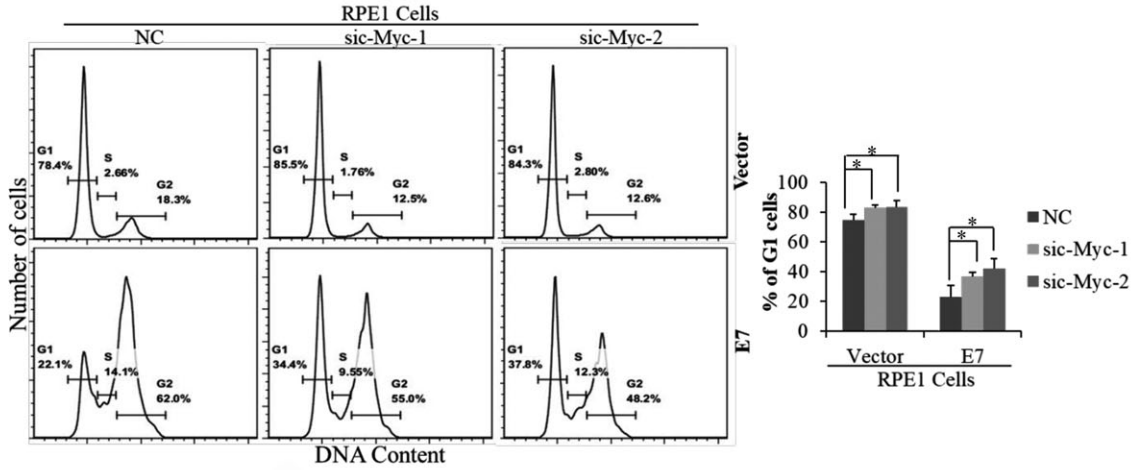 RPE1 Cells
NC
sic-Myc-1
sic-Myc-2
Number of cells
G1
78.4%
S
2.66%
G2
18.3%
G1
85.5%
S
1.76%
G2
12.5%
G1
84.3%
S
2.80%
G2
12.6%
Vector
G1
22.1%
S
14.1%
G2
62.0%
G1
34.4%
S
9.55%
G2
55.0%
G1
37.8%
S
12.3%
G2
48.2%
E7
DNA Content
% of G1 cells
100
80
60
40
20
0
* *
* *
Vector E7
RPE1 Cells
NC
sic-Myc-1
sic-Myc-2